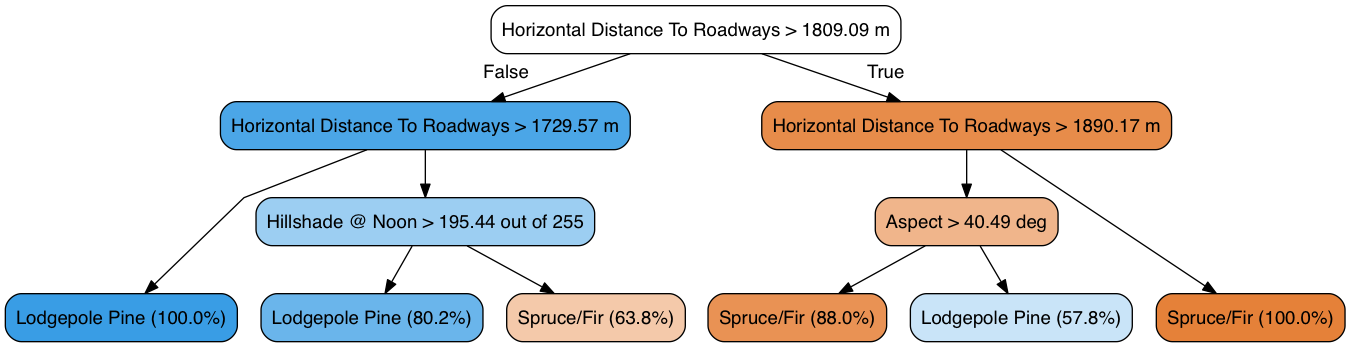 Horizontal Distance To Roadways > 1809.09 m
False
True
Horizontal Distance To Roadways > 1729.57 m
Horizontal Distance To Roadways > 1890.17 m
Hillshade @ Noon > 195.44 out of 255
Aspect > 40.49 deg
Lodgepole Pine (100.0%)
Lodgepole Pine (80.2%)
Spruce/Fir (63.8%)
Spruce/Fir (88.0%)
Lodgepole Pine (57.8%)
Spruce/Fir (100.0%)